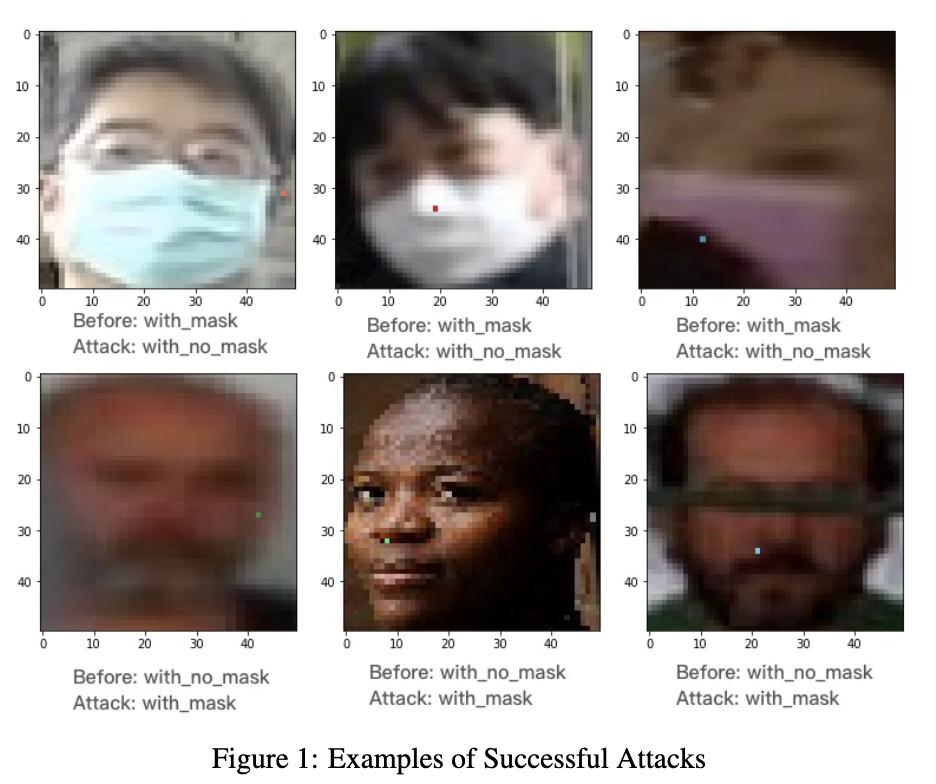 0
10
20
30
40
0 10 20 30 40
Before: with_mask
Attack: with_no_mask
0
10
20
30
40
0 10 20 30 40
Before: with_mask
Attack: with_no_mask
0
10
20
30
40
0 10 20 30 40
Before: with_mask
Attack: with_no_mask
0
10
20
30
40
0 10 20 30 40
Before: with_no_mask
Attack: with_mask
0
10
20
30
40
0 10 20 30 40
Before: with_no_mask
Attack: with_mask
0
10
20
30
40
0 10 20 30 40
Before: with_no_mask
Attack: with_mask
Figure 1: Examples of Successful Attacks